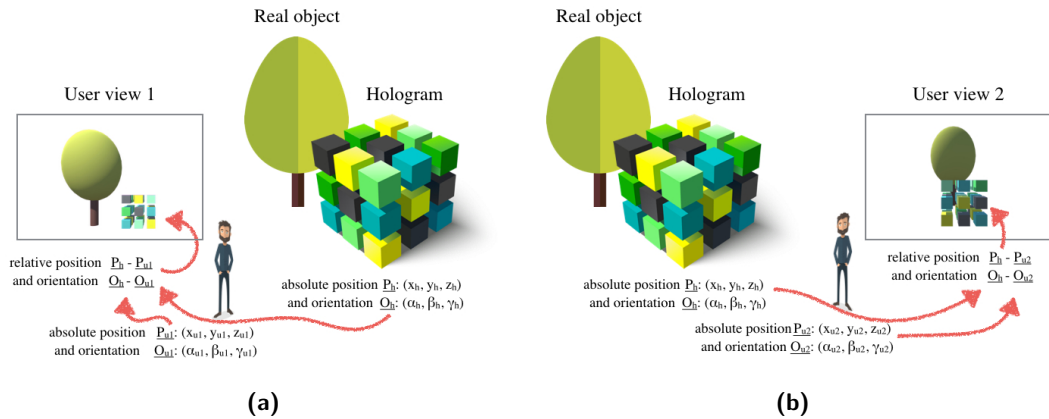 Real object
User view 1
Hologram
relative position P_h - P_u1
and orientation O_h - O_u1
absolute position P_h: (x_h, y_h, z_h)
and orientation O_h: (α_h, β_h, γ_h)
absolute position P_u1: (x_u1, y_u1, z_u1)
and orientation O_u1: (α_u1, β_u1, γ_u1)
(a)
Real object
Hologram
User view 2
relative position P_h - P_u2
and orientation O_h - O_u2
absolute position P_h: (x_h, y_h, z_h)
and orientation O_h: (α_h, β_h, γ_h)
absolute position P_u2: (x_u2, y_u2, z_u2)
and orientation O_u2: (α_u2, β_u2, γ_u2)
(b)